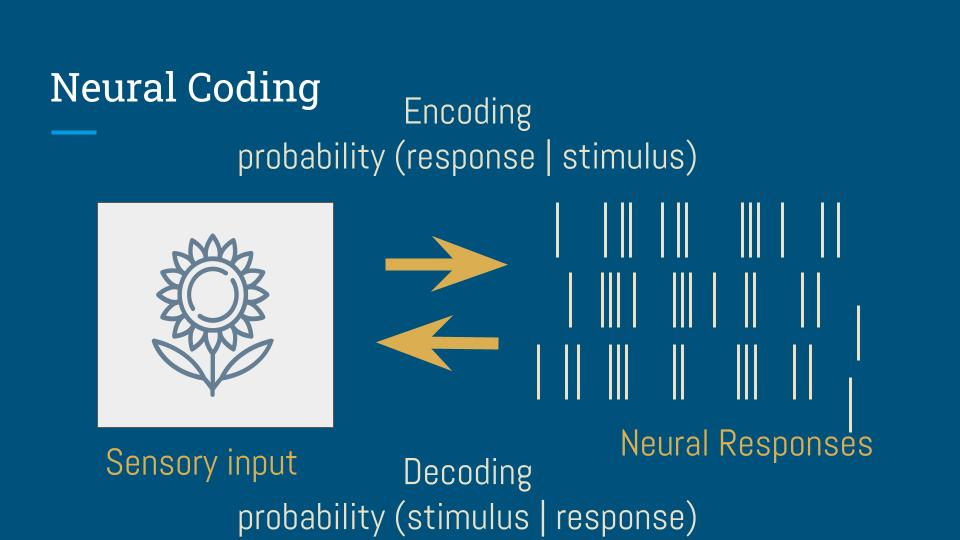 Neural Coding
Encoding
probability (response | stimulus)
Sensory input
Neural Responses
Decoding
probability (stimulus | response)